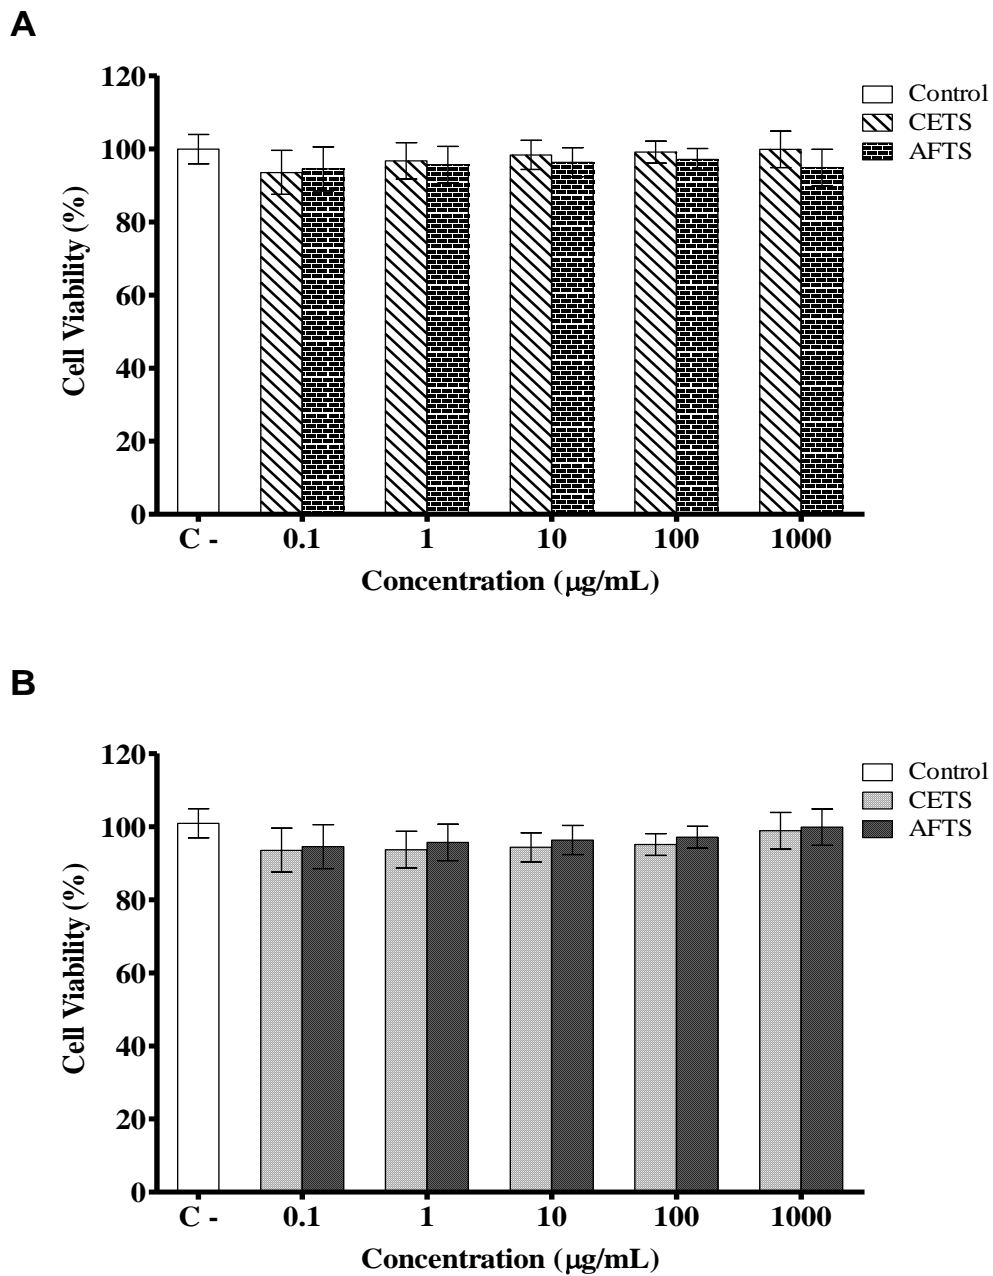 A
120
100
80
60
40
20
0
Cell Viability (%)
Control
CETS
AFTS
C - 0.1 1 10 100 1000
Concentration (µg/mL)
B
120
100
80
60
40
20
0
Cell Viability (%)
Control
CETS
AFTS
C - 0.1 1 10 100 1000
Concentration (µg/mL)